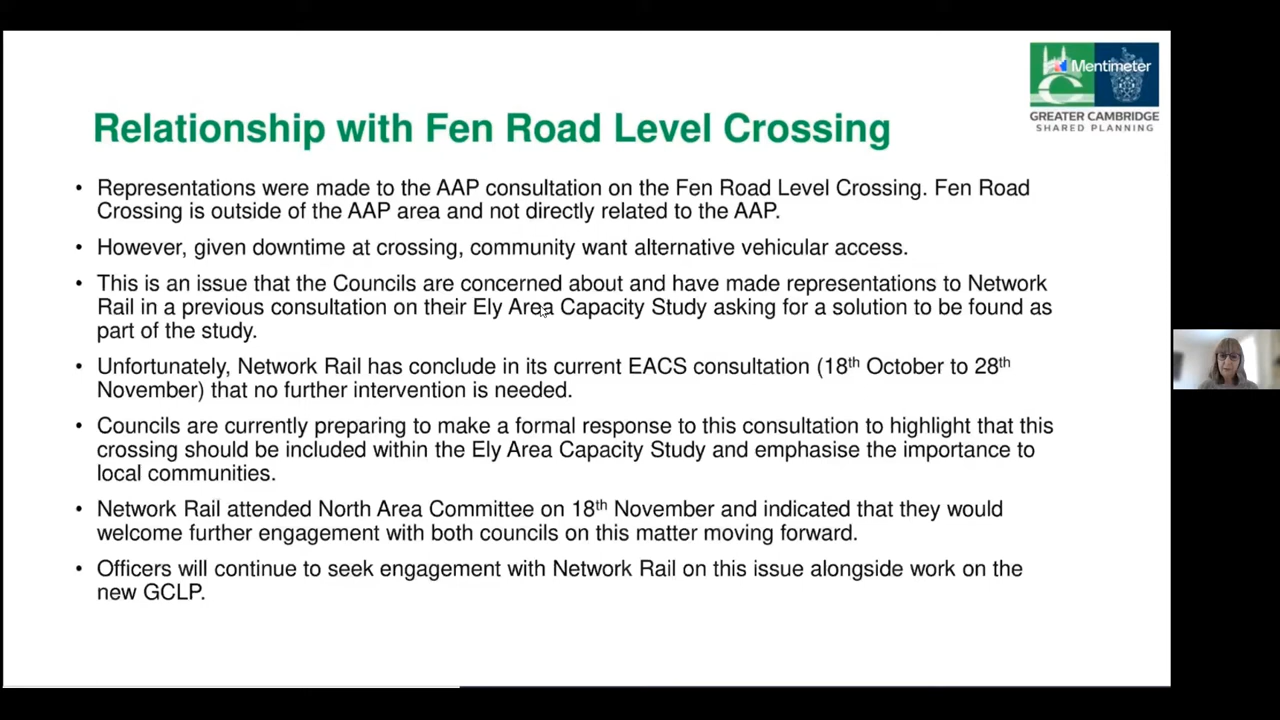 Mentimeter
GREATER CAMBRIDGE
SHARED PLANNING
Relationship with Fen Road Level Crossing
• Representations were made to the AAP consultation on the Fen Road Level Crossing. Fen Road
Crossing is outside of the AAP area and not directly related to the AAP.
• However, given downtime at crossing, community want alternative vehicular access.
• This is an issue that the Councils are concerned about and have made representations to Network
Rail in a previous consultation on their Ely Area Capacity Study asking for a solution to be found as
part of the study.
• Unfortunately, Network Rail has conclude in its current EACS consultation (18th October to 28th
November) that no further intervention is needed.
• Councils are currently preparing to make a formal response to this consultation to highlight that this
crossing should be included within the Ely Area Capacity Study and emphasise the importance to
local communities.
• Network Rail attended North Area Committee on 18th November and indicated that they would
welcome further engagement with both councils on this matter moving forward.
• Officers will continue to seek engagement with Network Rail on this issue alongside work on the
new GCLP.